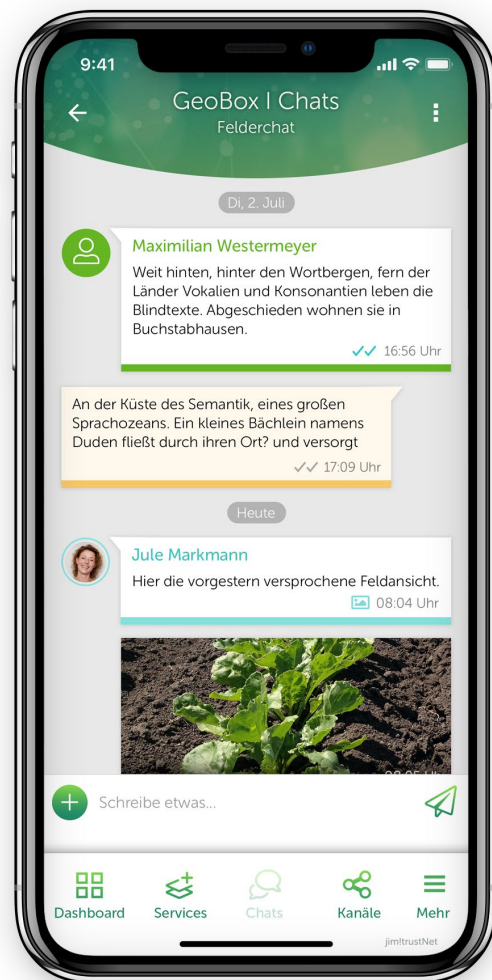 9:41
GeoBox I Chats
Felderchat
Di, 2. Juli
Maximilian Westermeyer
Weit hinten, hinter den Wortbergen, fern der
Länder Vokalien und Konsonantien leben die
Blindtexte. Abgeschieden wohnen sie in
Buchstabhausen.
16:56 Uhr
An der Küste des Semantik, eines großen
Sprachozeans. Ein kleines Bächlein namens
Duden fließt durch ihren Ort? und versorgt
17:09 Uhr
Heute
Jule Markmann
Hier die vorgestern versprochene Feldansicht.
08:04 Uhr
Schreibe etwas...
Dashboard Services Chats Kanäle Mehr
jim!trustNet